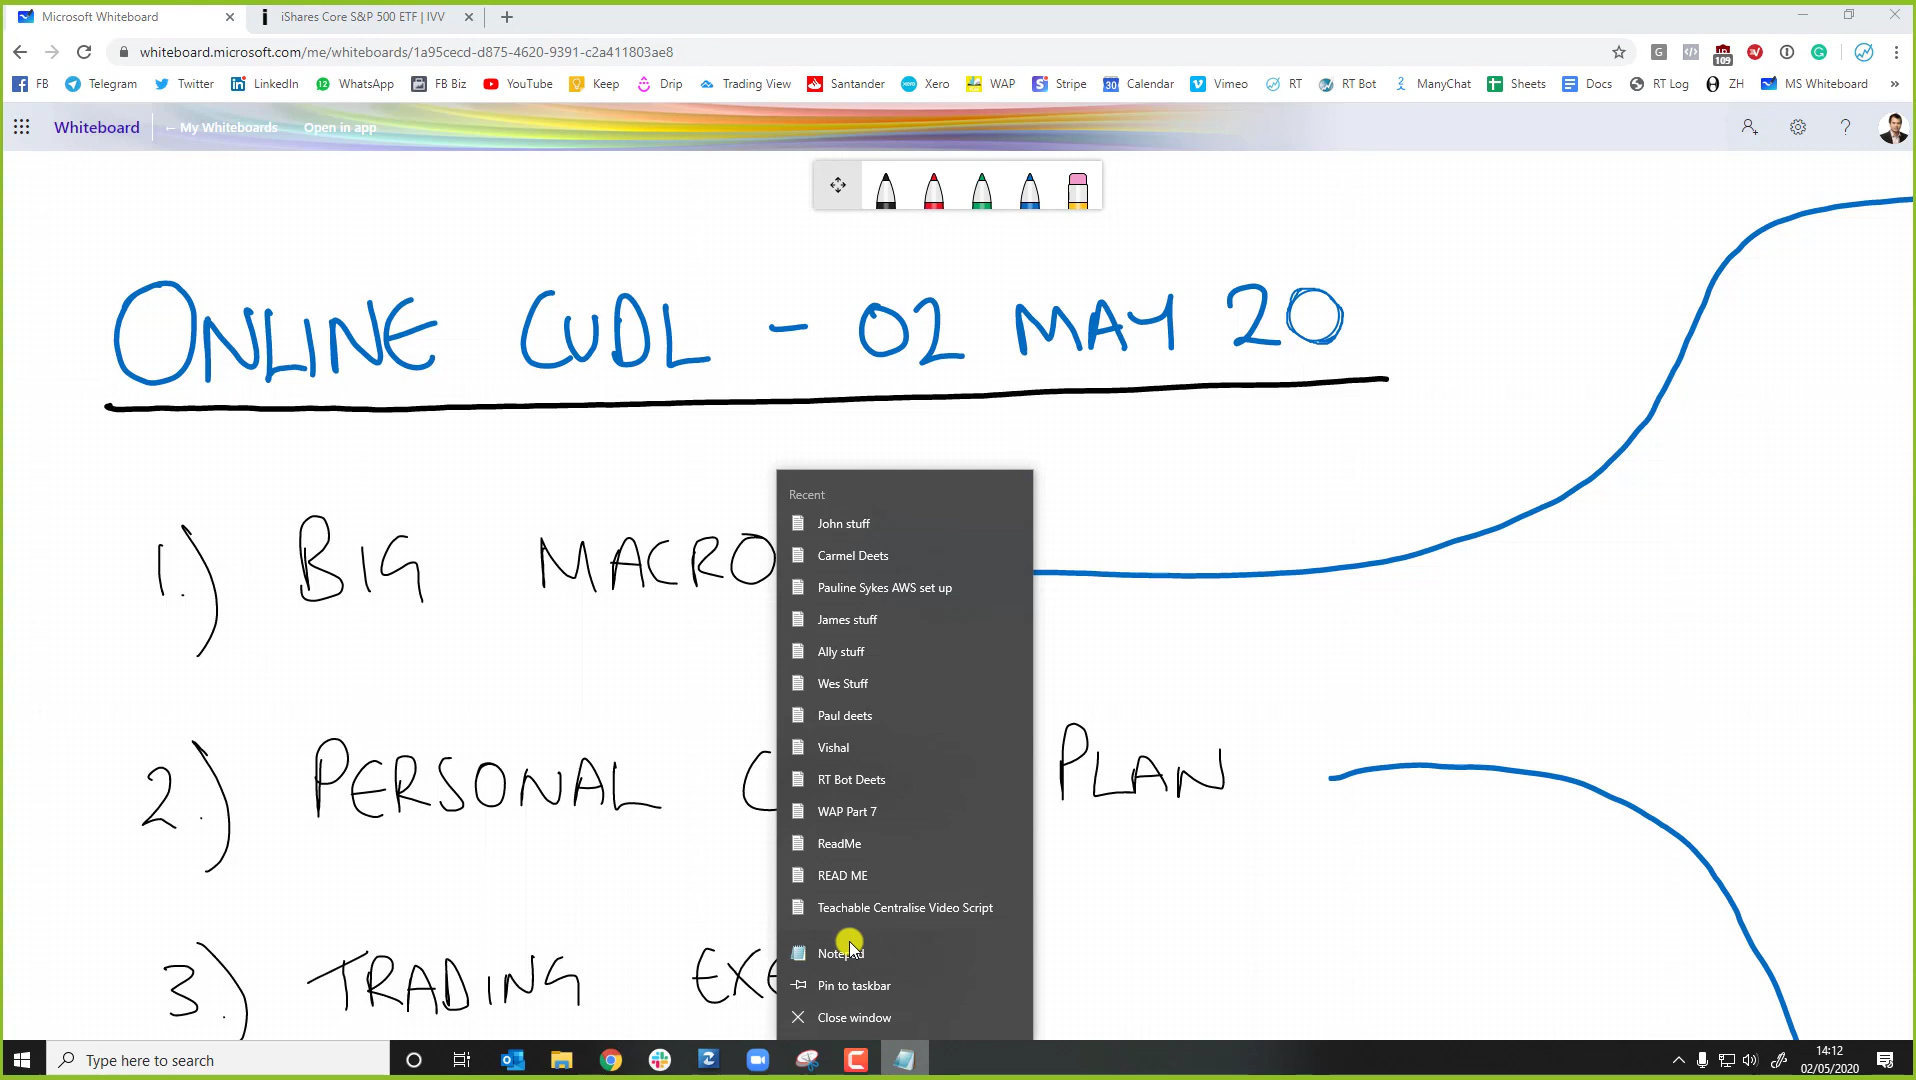 Microsoft Whiteboard
iShares Core S&P 500 ETF | IVV
whiteboard.microsoft.com/me/whiteboards/1a95cecd-d875-4620-9391-c2a411803ae8
109
FB Telegram Twitter LinkedIn WhatsApp FB Biz YouTube Keep Drip Trading View Santander Xero WAP Stripe Calendar Vimeo RT RT Bot ManyChat Sheets Docs RT Log ZH MS Whiteboard »
Whiteboard ← My Whiteboards Open in app
ONLINE CUDL - 02 MAY 20
1.) BIG MACRO
2.) PERSONAL C PLAN
3.) TRADING EXE
Recent
John stuff
Carmel Deets
Pauline Sykes AWS set up
James stuff
Ally stuff
Wes Stuff
Paul deets
Vishal
RT Bot Deets
WAP Part 7
ReadMe
READ ME
Teachable Centralise Video Script
Notepad
Pin to taskbar
Close window
Type here to search
14:12
02/05/2020